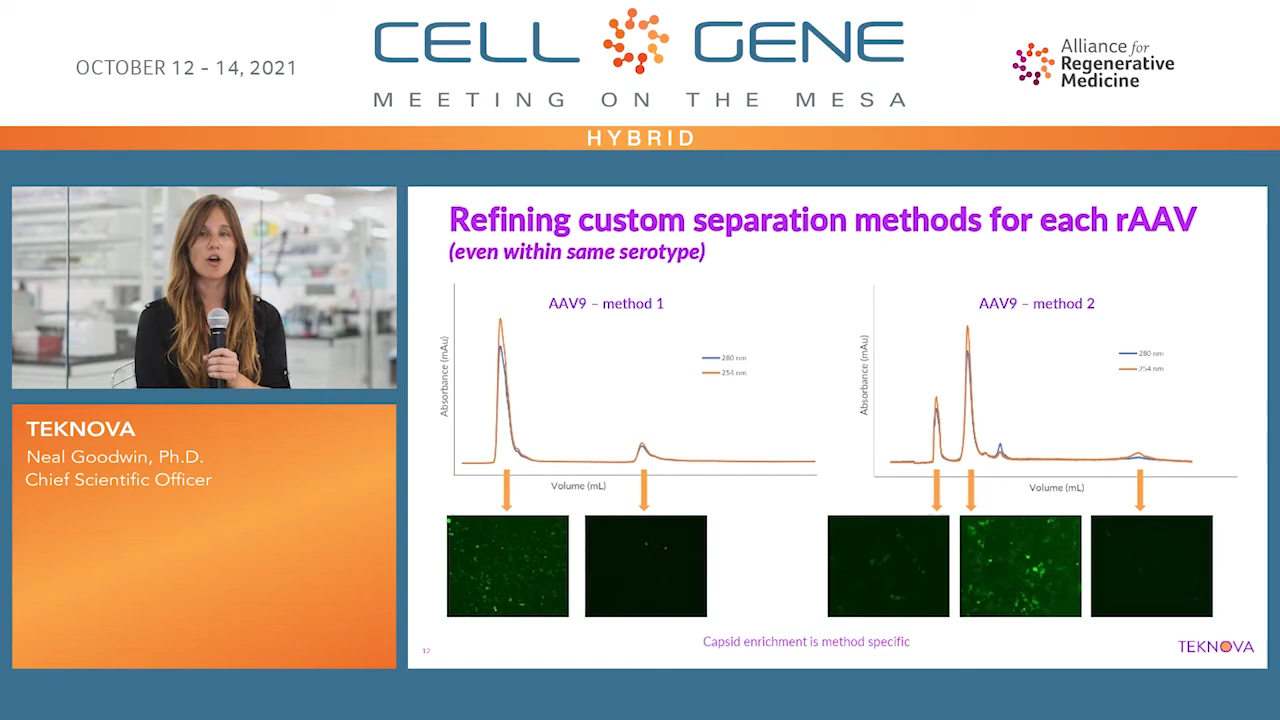 OCTOBER 12 - 14, 2021
CELL GENE
MEETING ON THE MESA
Alliance for
Regenerative
Medicine
HYBRID
TEKNOVA
Neal Goodwin, Ph.D.
Chief Scientific Officer
Refining custom separation methods for each rAAV
(even within same serotype)
AAV9 – method 1
Absorbance (mAu)
280 nm
254 nm
Volume (mL)
AAV9 – method 2
Absorbance (mAu)
280 nm
254 nm
Volume (mL)
Capsid enrichment is method specific
12
TEKNOVA